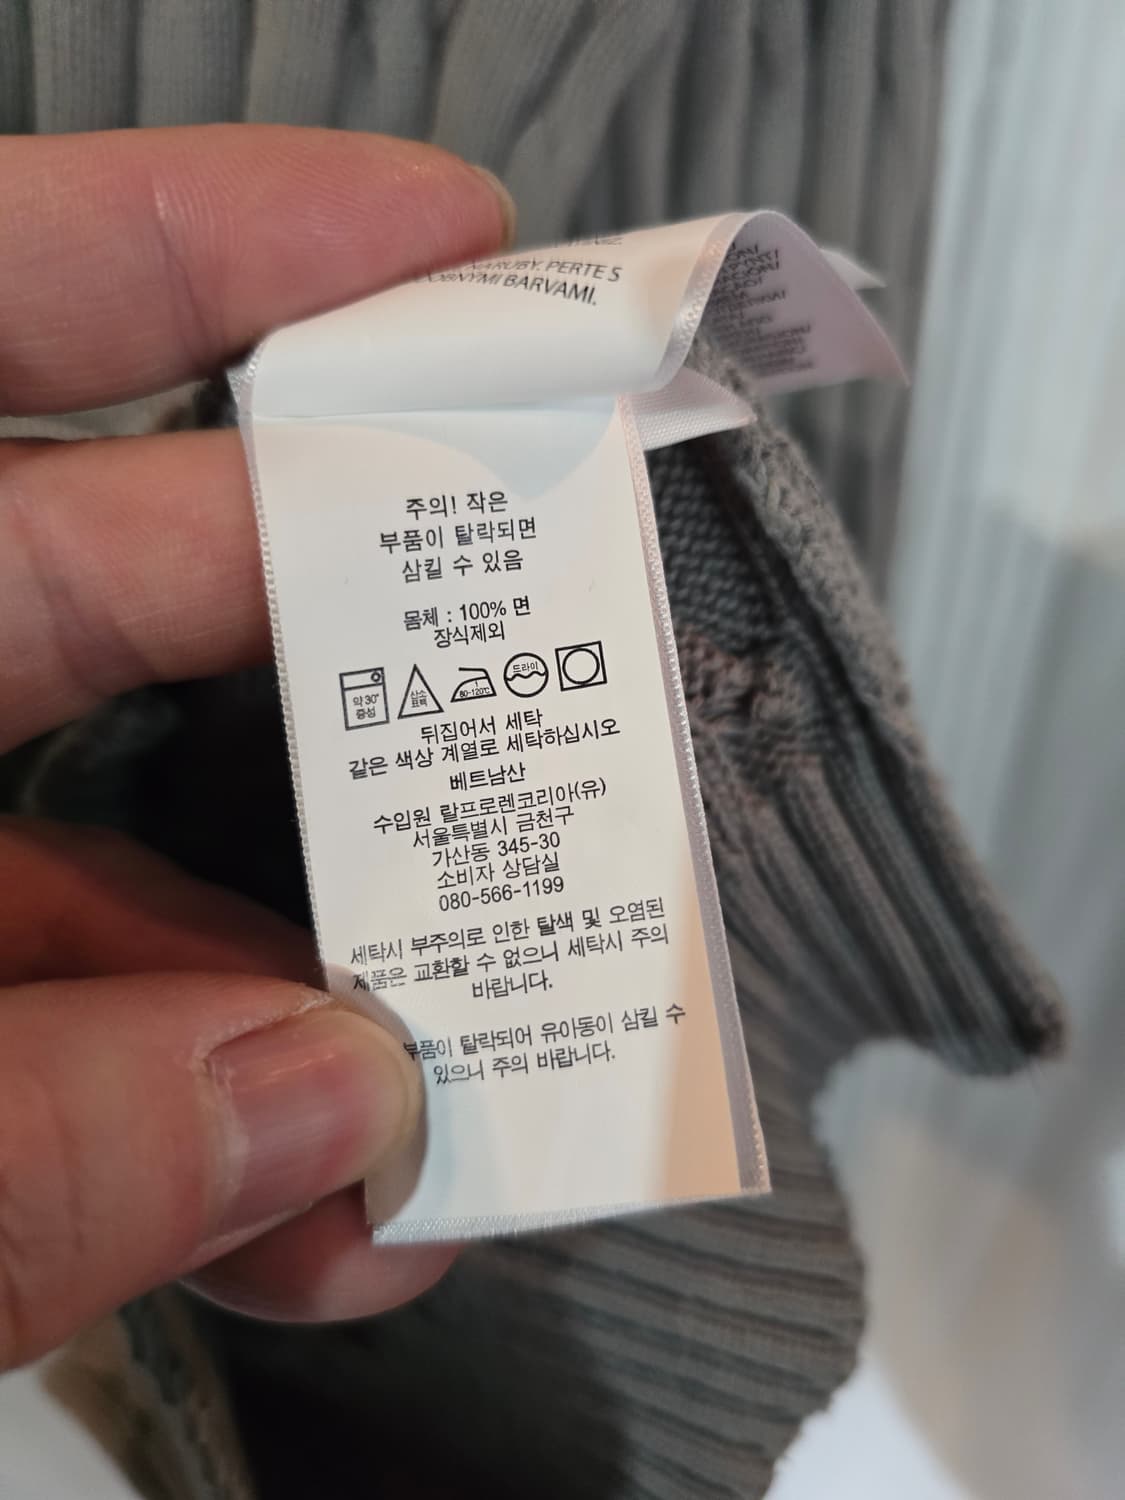 NARUBY. PERTE S
BARVAMI.
주의! 작은
부품이 탈락되면
삼킬 수 있음
몸체 : 100% 면
장식제외
약 30°
중성
산소
표백
80-120℃
드라이
뒤집어서 세탁
같은 색상 계열로 세탁하십시오
베트남산
수입원 랄프로렌코리아(유)
서울특별시 금천구
가산동 345-30
소비자 상담실
080-566-1199
세탁시 부주의로 인한 탈색 및 오염된
제품은 교환할 수 없으니 세탁시 주의
바랍니다.
부품이 탈락되어 유아동이 삼킬 수
있으니 주의 바랍니다.